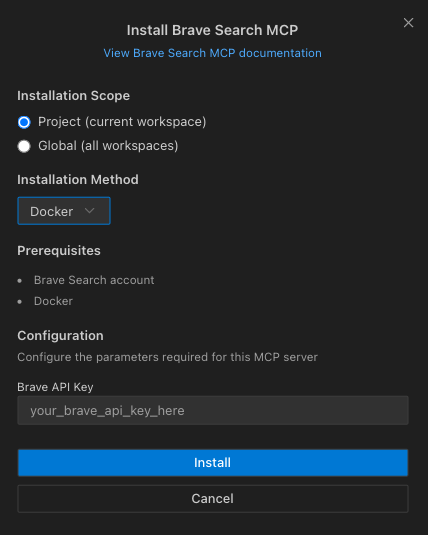 Install Brave Search MCP
View Brave Search MCP documentation
Installation Scope
Project (current workspace)
Global (all workspaces)
Installation Method
Docker
Prerequisites
Brave Search account
Docker
Configuration
Configure the parameters required for this MCP server
Brave API Key
your_brave_api_key_here
Install
Cancel